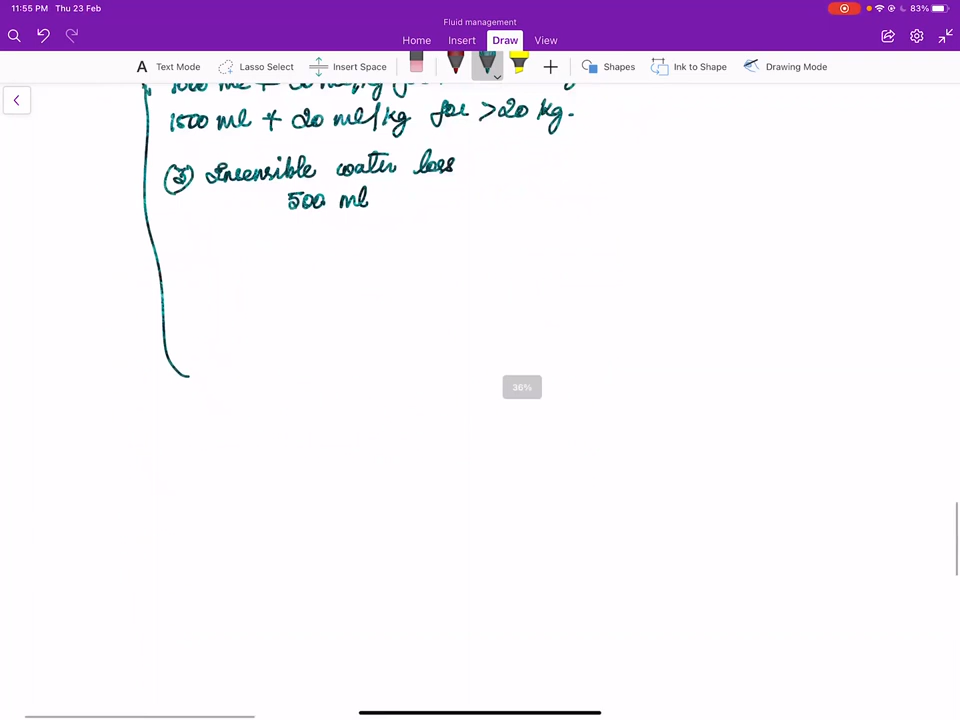 11:55 PM Thu 23 Feb
83%
Fluid management
Home Insert Draw View
Text Mode Lasso Select Insert Space Shapes Ink to Shape Drawing Mode
1000 ml +
1500 ml + 20 ml/kg for >20 kg.
③ Insensible water loss
500 ml
36%